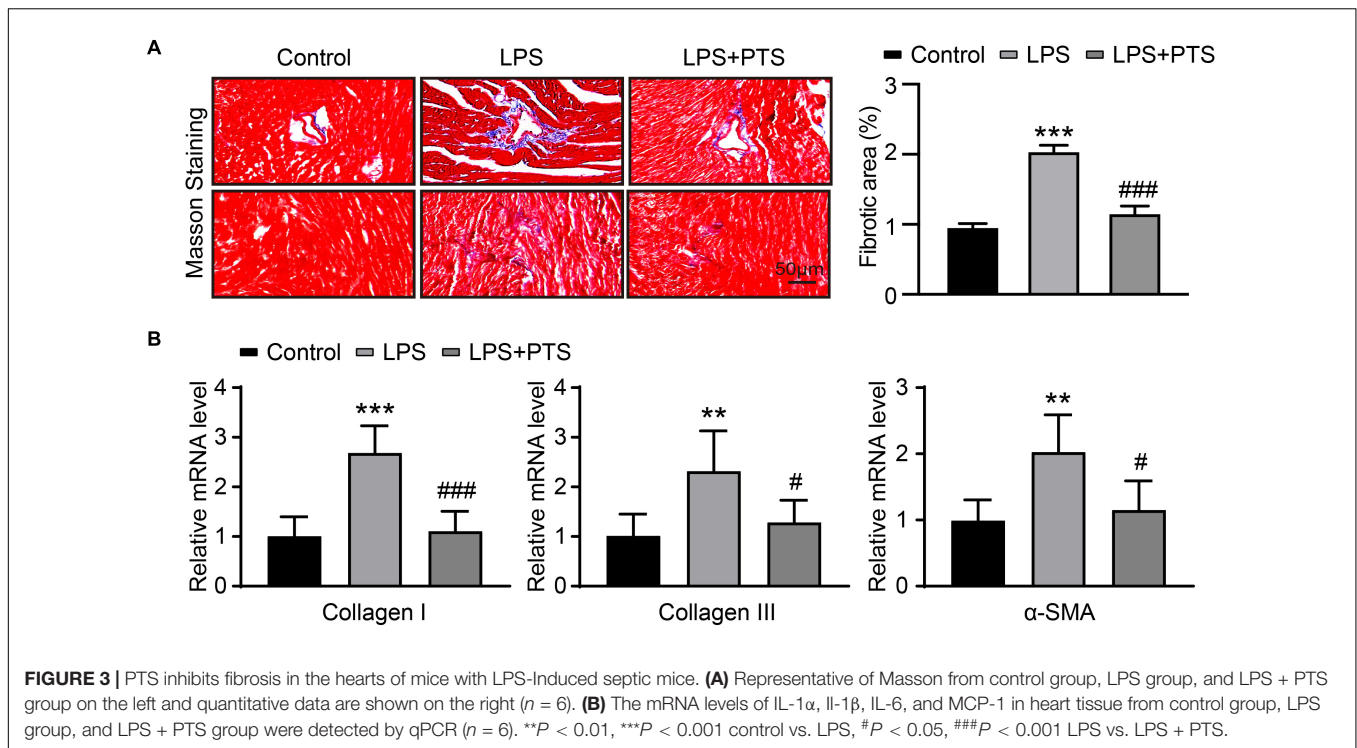 A
Control LPS LPS+PTS
Masson Staining
50µm
Control LPS LPS+PTS
Fibrotic area (%)
3
2
1
0
***
###
B
Control LPS LPS+PTS
Relative mRNA level
4
3
2
1
0
***
###
Collagen I
Relative mRNA level
4
3
2
1
0
**
#
Collagen III
Relative mRNA level
3
2
1
0
**
#
α-SMA
FIGURE 3 | PTS inhibits fibrosis in the hearts of mice with LPS-Induced septic mice. (A) Representative of Masson from control group, LPS group, and LPS + PTS
group on the left and quantitative data are shown on the right (n = 6). (B) The mRNA levels of IL-1α, Il-1β, IL-6, and MCP-1 in heart tissue from control group, LPS
group, and LPS + PTS group were detected by qPCR (n = 6). **P < 0.01, ***P < 0.001 control vs. LPS, #P < 0.05, ###P < 0.001 LPS vs. LPS + PTS.